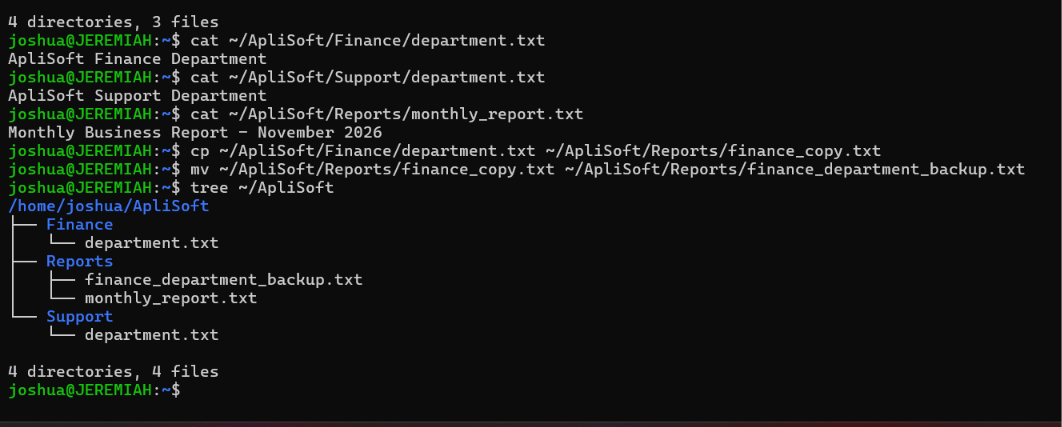 4 directories, 3 files
joshua@JEREMIAH:~$ cat ~/ApliSoft/Finance/department.txt
ApliSoft Finance Department
joshua@JEREMIAH:~$ cat ~/ApliSoft/Support/department.txt
ApliSoft Support Department
joshua@JEREMIAH:~$ cat ~/ApliSoft/Reports/monthly_report.txt
Monthly Business Report - November 2026
joshua@JEREMIAH:~$ cp ~/ApliSoft/Finance/department.txt ~/ApliSoft/Reports/finance_copy.txt
joshua@JEREMIAH:~$ mv ~/ApliSoft/Reports/finance_copy.txt ~/ApliSoft/Reports/finance_department_backup.txt
joshua@JEREMIAH:~$ tree ~/ApliSoft
/home/joshua/ApliSoft
├── Finance
│   └── department.txt
├── Reports
│   ├── finance_department_backup.txt
│   └── monthly_report.txt
└── Support
    └── department.txt

4 directories, 4 files
joshua@JEREMIAH:~$